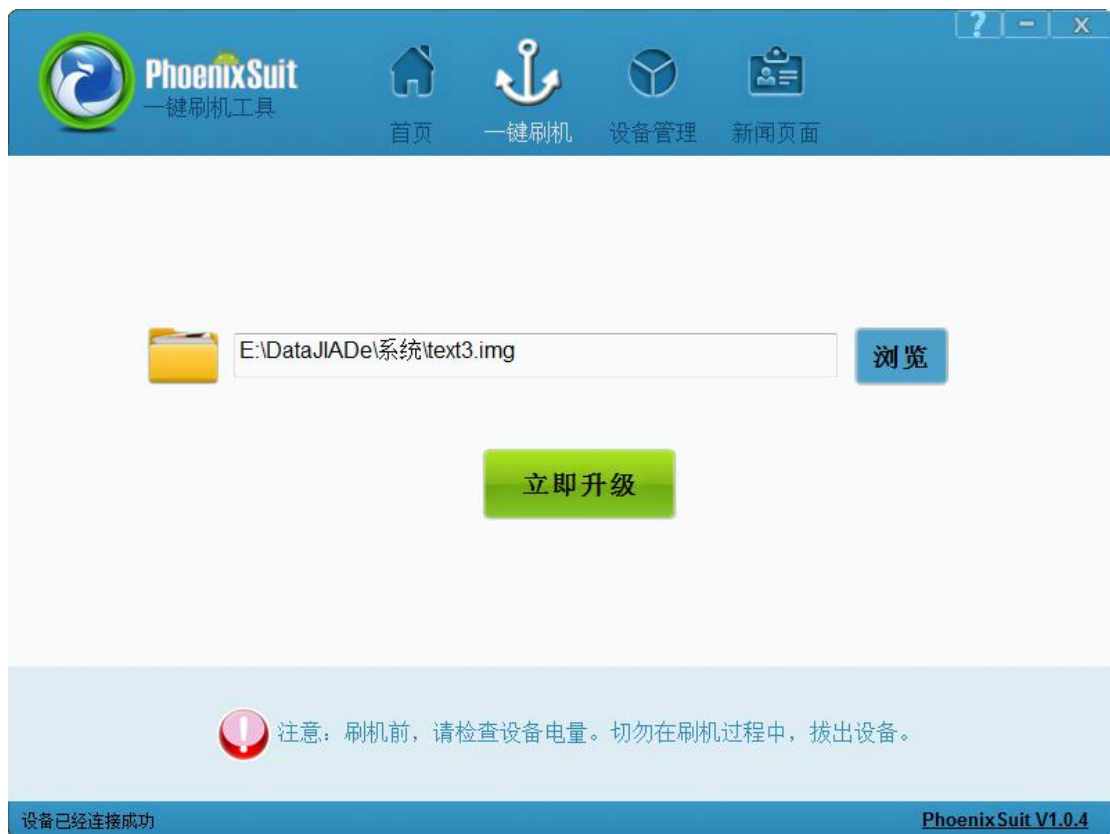 ? - x
PhoenixSuit
一键刷机工具
首页 一键刷机 设备管理 新闻页面
E:\DataJIADe\系统\text3.img
浏览
立即升级
注意：刷机前，请检查设备电量。切勿在刷机过程中，拔出设备。
设备已经连接成功
PhoenixSuit V1.0.4